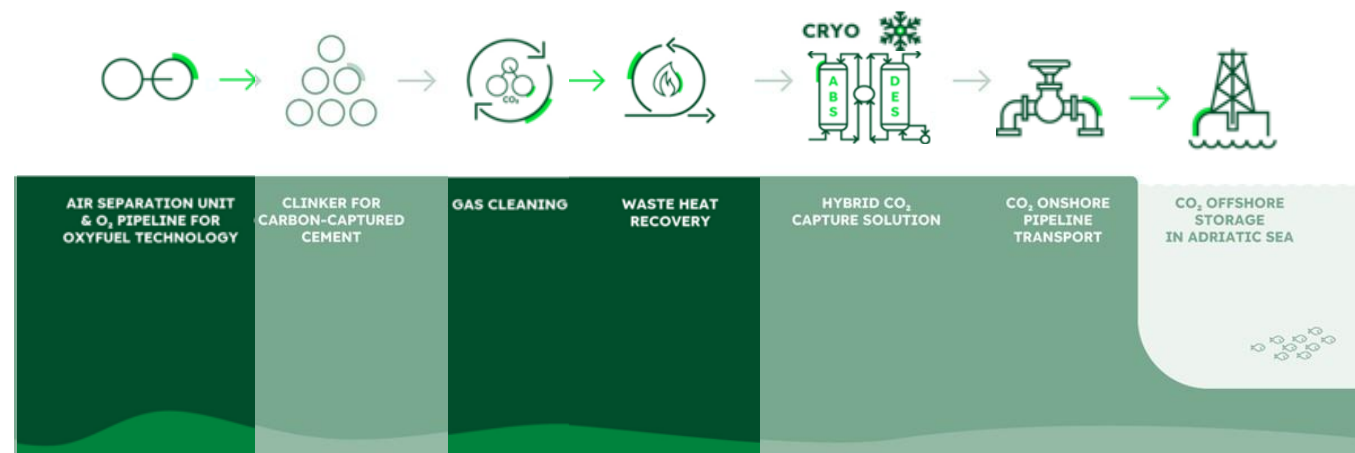 CRYO
ABS
DES
CO₂
AIR SEPARATION UNIT
& O₂ PIPELINE FOR
OXYFUEL TECHNOLOGY
CLINKER FOR
CARBON-CAPTURED
CEMENT
GAS CLEANING
WASTE HEAT
RECOVERY
HYBRID CO₂
CAPTURE SOLUTION
CO₂ ONSHORE
PIPELINE
TRANSPORT
CO₂ OFFSHORE
STORAGE
IN ADRIATIC SEA